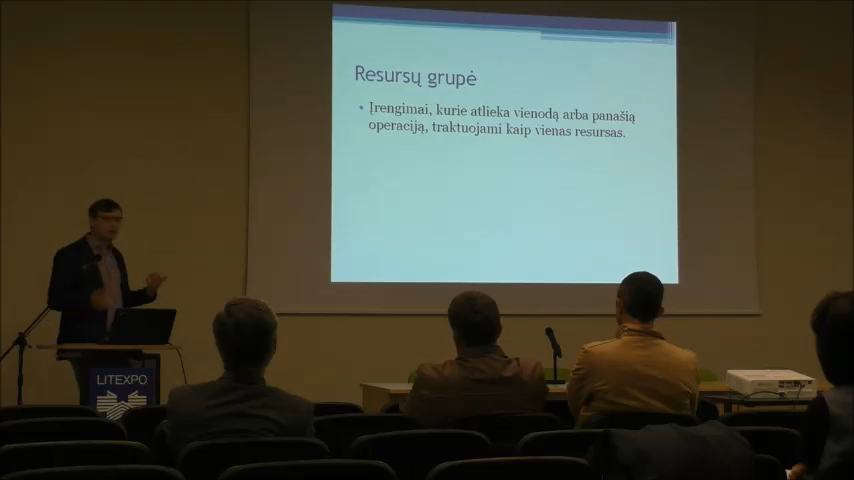 Resursų grupė
• Įrengimai, kurie atlieka vienodą arba panašią
operaciją, traktuojami kaip vienas resursas.
LITEXPO